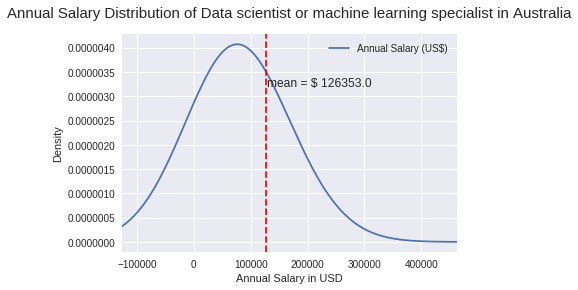 Annual Salary Distribution of Data scientist or machine learning specialist in Australia
Annual Salary (US$)
mean = $ 126353.0
Density
0.0000040
0.0000035
0.0000030
0.0000025
0.0000020
0.0000015
0.0000010
0.0000005
0.0000000
−100000 0 100000 200000 300000 400000
Annual Salary in USD